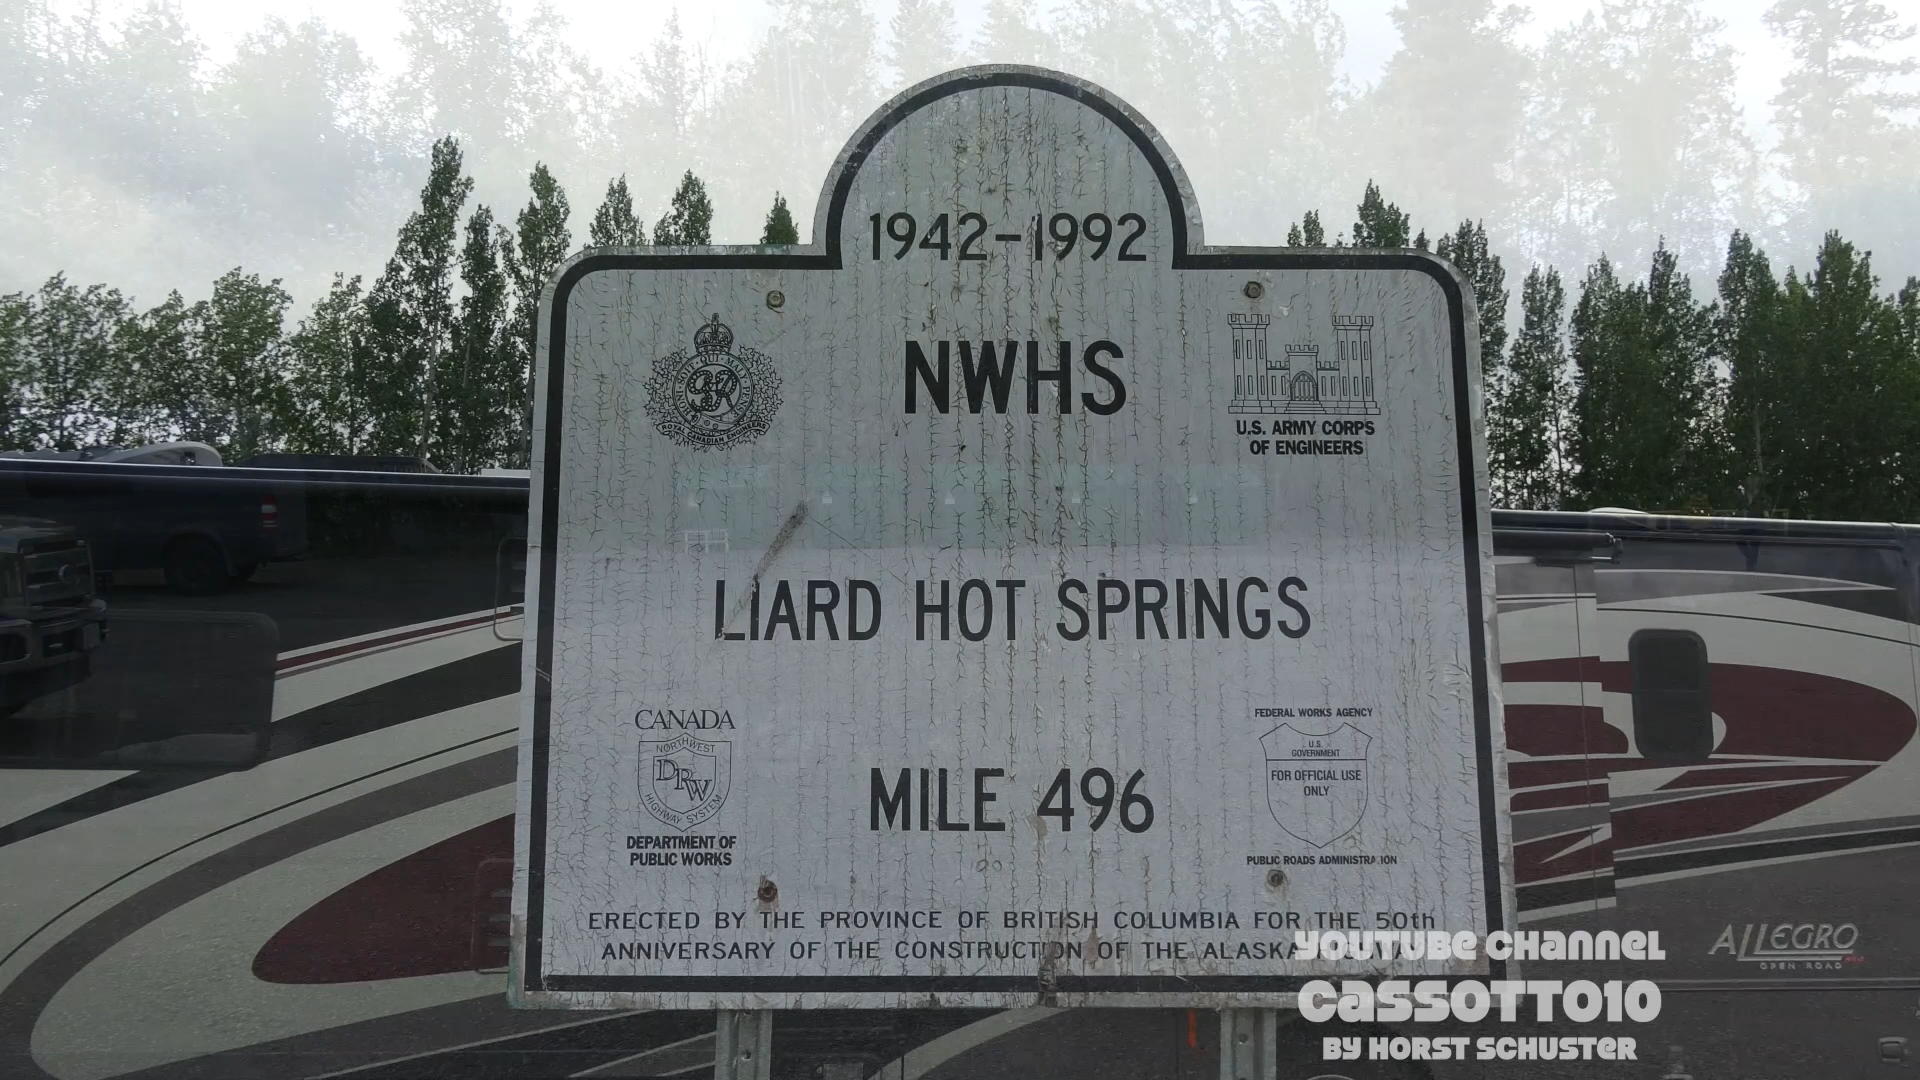 1942-1992
NWHS
ROYAL CANADIAN ENGINEERS
U.S. ARMY CORPS
OF ENGINEERS
LIARD HOT SPRINGS
CANADA
NORTHWEST
DPRW
HIGHWAY SYSTEM
DEPARTMENT OF
PUBLIC WORKS
MILE 496
FEDERAL WORKS AGENCY
U.S.
GOVERNMENT
FOR OFFICIAL USE
ONLY
PUBLIC ROADS ADMINISTRATION
ERECTED BY THE PROVINCE OF BRITISH COLUMBIA FOR THE 50th
ANNIVERSARY OF THE CONSTRUCTION OF THE ALASKA
ALLEGRO
OPEN ROAD
YOUTUBE CHANNEL
CASSOTTO10
BY HORST SCHUSTER